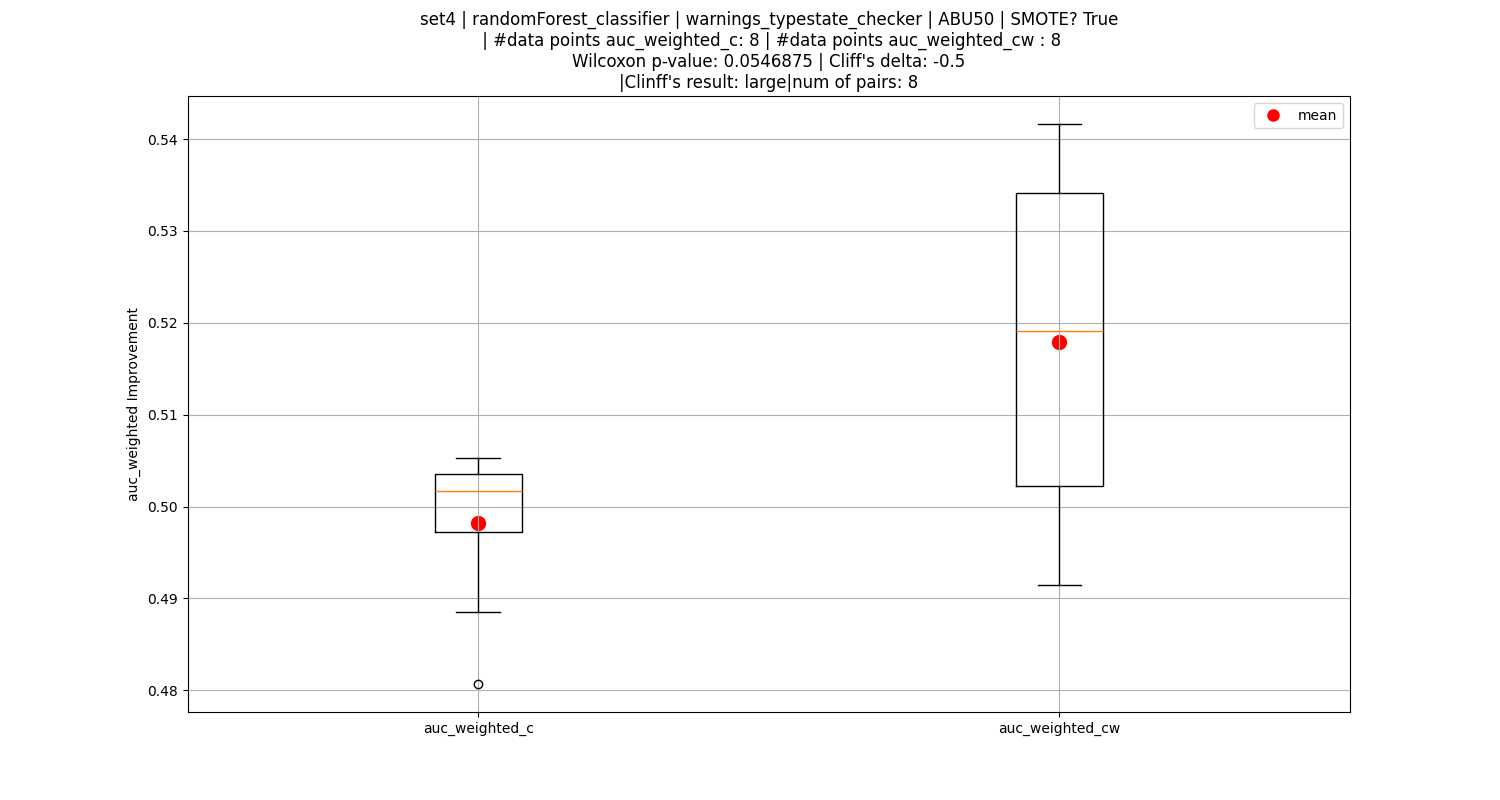 set4 | randomForest_classifier | warnings_typestate_checker | ABU50 | SMOTE? True
| #data points auc_weighted_c: 8 | #data points auc_weighted_cw : 8
Wilcoxon p-value: 0.0546875 | Cliff's delta: -0.5
|Clinff's result: large|num of pairs: 8
mean
0.54
0.53
0.52
0.51
0.50
0.49
0.48
auc_weighted Improvement
auc_weighted_c
auc_weighted_cw